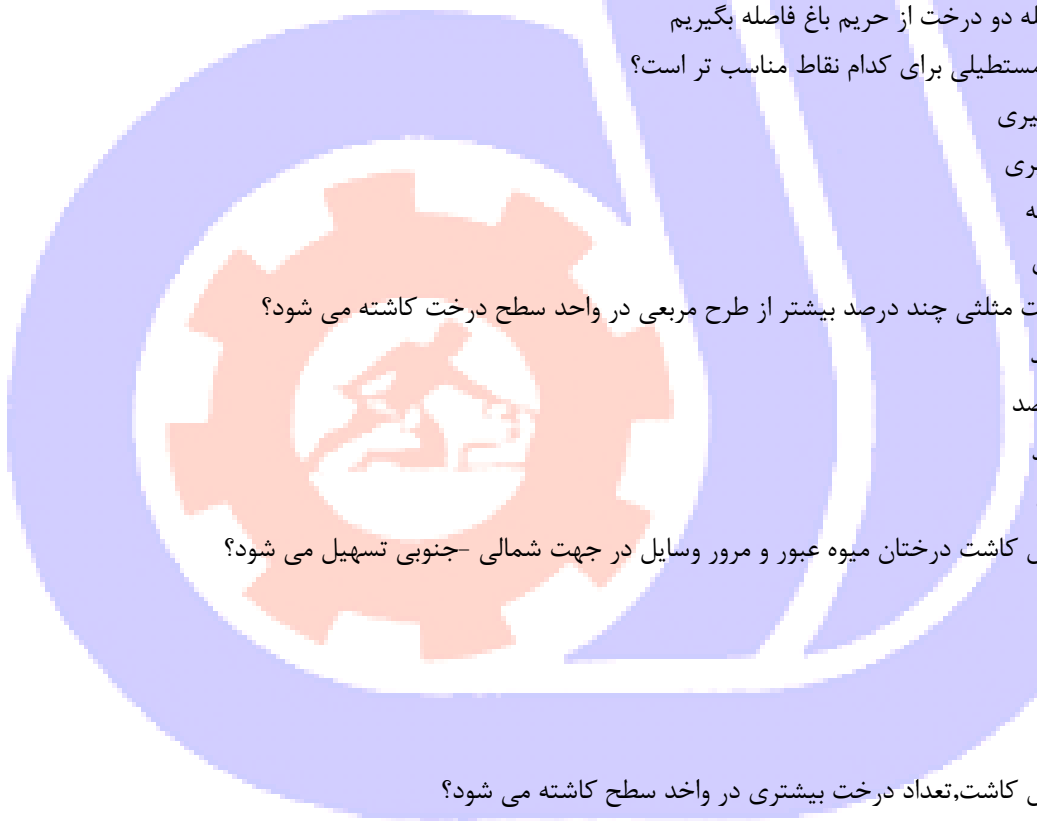 له دو درخت از حریم باغ فاصله بگیریم
مستطیلی برای کدام نقاط مناسب تر است؟
یری
ری
ه
ت مثلثی چند درصد بیشتر از طرح مربعی در واحد سطح درخت کاشته می شود؟
د
صد
د
ل کاشت درختان میوه عبور و مرور وسایل در جهت شمالی -جنوبی تسهیل می شود؟
ل کاشت,تعداد درخت بیشتری در واخد سطح کاشته می شود؟